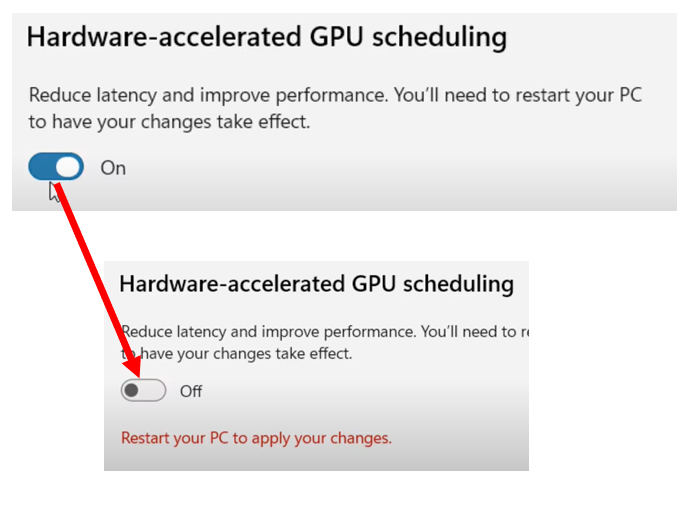 Hardware-accelerated GPU scheduling
Reduce latency and improve performance. You'll need to restart your PC
to have your changes take effect.
On
Hardware-accelerated GPU scheduling
Reduce latency and improve performance. You'll need to r
to have your changes take effect.
Off
Restart your PC to apply your changes.